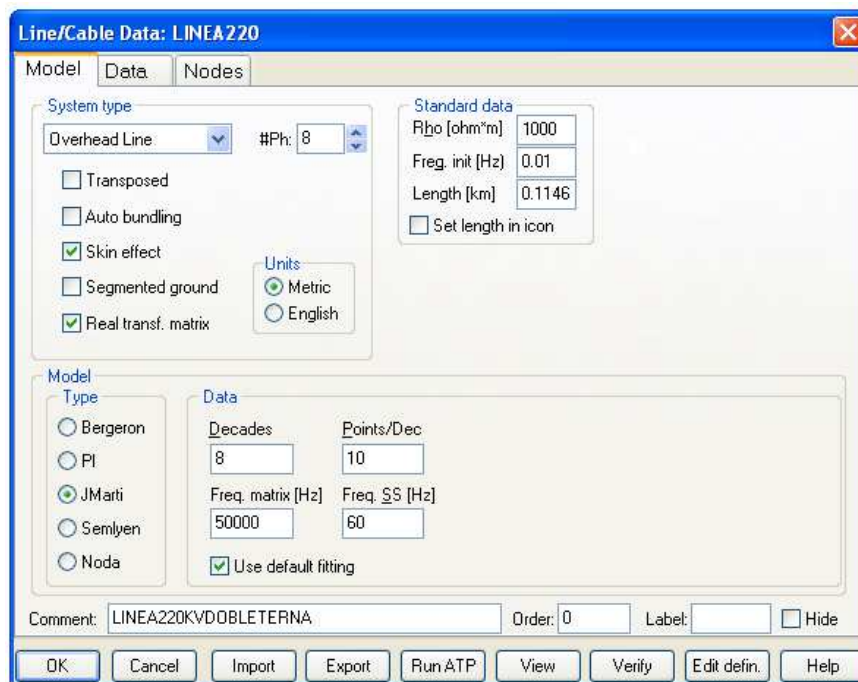 Line/Cable Data: LINEA220
Model Data Nodes
System type
Overhead Line #Ph: 8
Transposed
Auto bundling
Skin effect
Segmented ground
Real transf. matrix
Units
Metric
English
Standard data
Rho [ohm*m] 1000
Freq. init [Hz) 0.01
Length [km] 0.1146
Set length in icon
Model
Type
Bergeron
PI
JMarti
Semlyen
Noda
Data
Decades Points/Dec
8 10
Freq. matrix [Hz] Freq. SS [Hz]
50000 60
Use default fitting
Comment: LINEA220KVDOBLETERNA Order: 0 Label: Hide
OK Cancel Import Export Run ATP View Verify Edit defin. Help